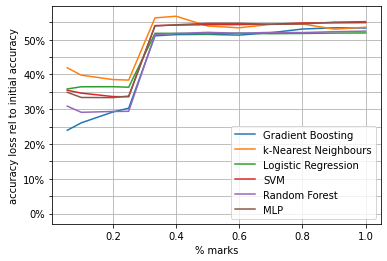 50%
40%
30%
20%
10%
0%
accuracy loss rel to initial accuracy
Gradient Boosting
k-Nearest Neighbours
Logistic Regression
SVM
Random Forest
MLP
0.2
0.4
0.6
0.8
1.0
% marks